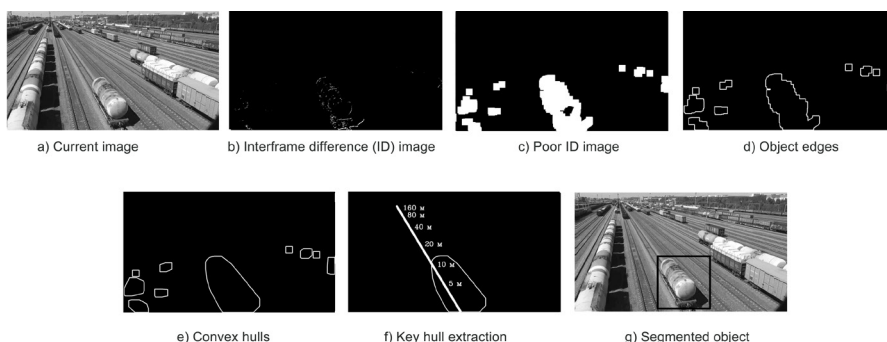 a) Current image
b) Interframe difference (ID) image
c) Poor ID image
d) Object edges
160 м
80 м
40 м
20 м
10 м
5 м
e) Convex hulls
f) Key hull extraction
g) Segmented object